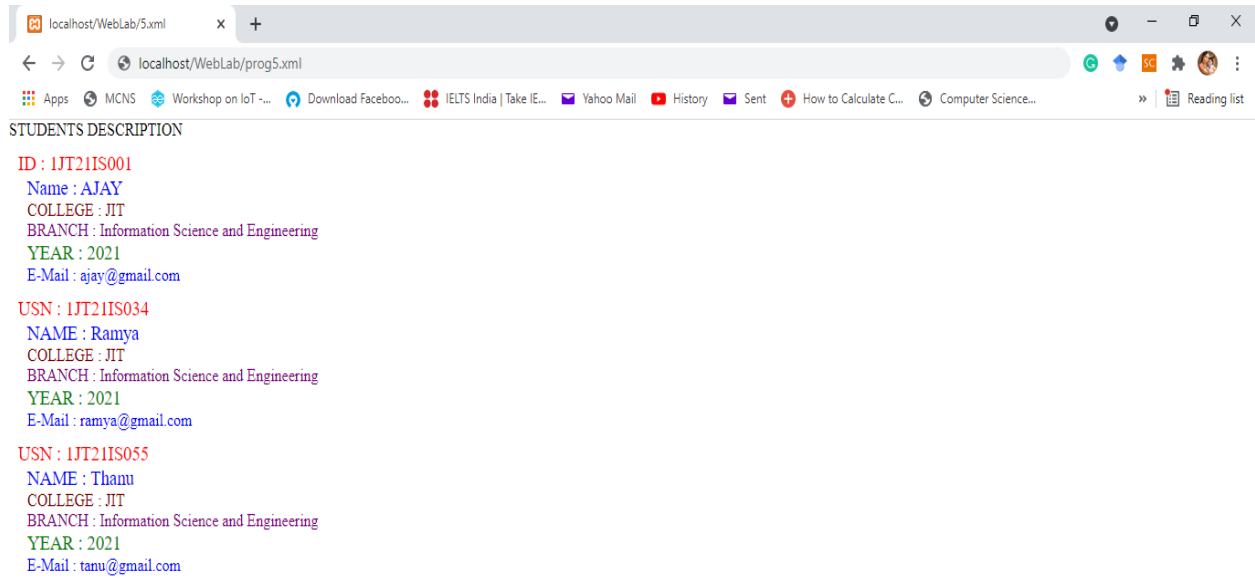 localhost/WebLab/5.xml
localhost/WebLab/prog5.xml
Apps MCNS Workshop on IoT -... Download Faceboo... IELTS India | Take IE... Yahoo Mail History Sent How to Calculate C... Computer Science... » Reading list
STUDENTS DESCRIPTION
ID : 1JT21IS001
Name : AJAY
COLLEGE : JIT
BRANCH : Information Science and Engineering
YEAR : 2021
E-Mail : ajay@gmail.com
USN : 1JT21IS034
NAME : Ramya
COLLEGE : JIT
BRANCH : Information Science and Engineering
YEAR : 2021
E-Mail : ramya@gmail.com
USN : 1JT21IS055
NAME : Thanu
COLLEGE : JIT
BRANCH : Information Science and Engineering
YEAR : 2021
E-Mail : tanu@gmail.com